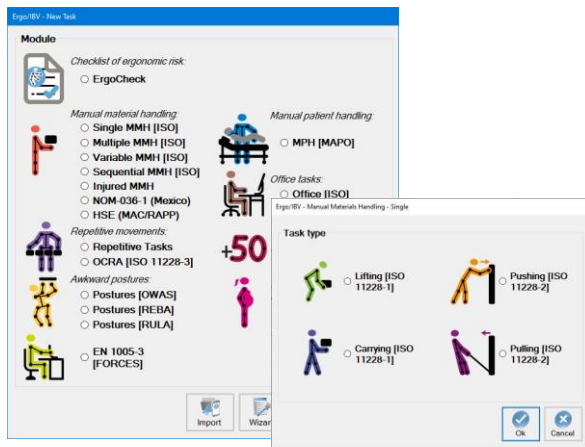 Ergo/IBV - New Task
Module
Checklist of ergonomic risk:
ErgoCheck
Manual material handling:
Single MMH [ISO]
Multiple MMH [ISO]
Variable MMH [ISO]
Sequential MMH [ISO]
Injured MMH
NOM-036-1 (Mexico)
HSE (MAC/RAPP)
Repetitive movements:
Repetitive Tasks
OCRA [ISO 11228-3]
Awkward postures:
Postures [OWAS]
Postures [REBA]
Postures [RULA]
EN 1005-3
[FORCES]
Manual patient handling:
MPH [MAPO]
Office tasks:
Office [ISO]
+50
Import
Wizar
Ergo/IBV - Manual Materials Handling - Single
Task type
Lifting [ISO
11228-1]
Pushing [ISO
11228-2]
Carrying [ISO
11228-1]
Pulling [ISO
11228-2]
Ok
Cancel